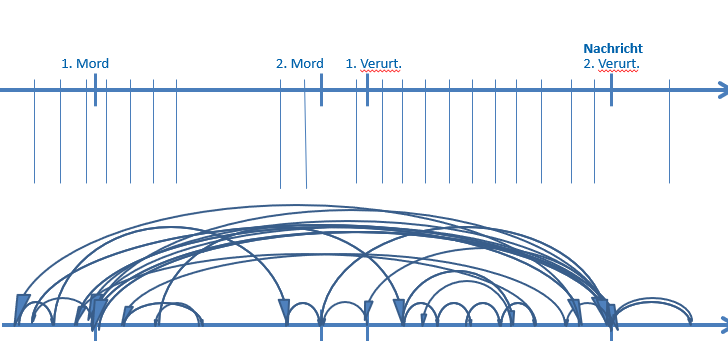 Nachricht
1. Mord
2. Mord
1. Verurt.
2. Verurt.